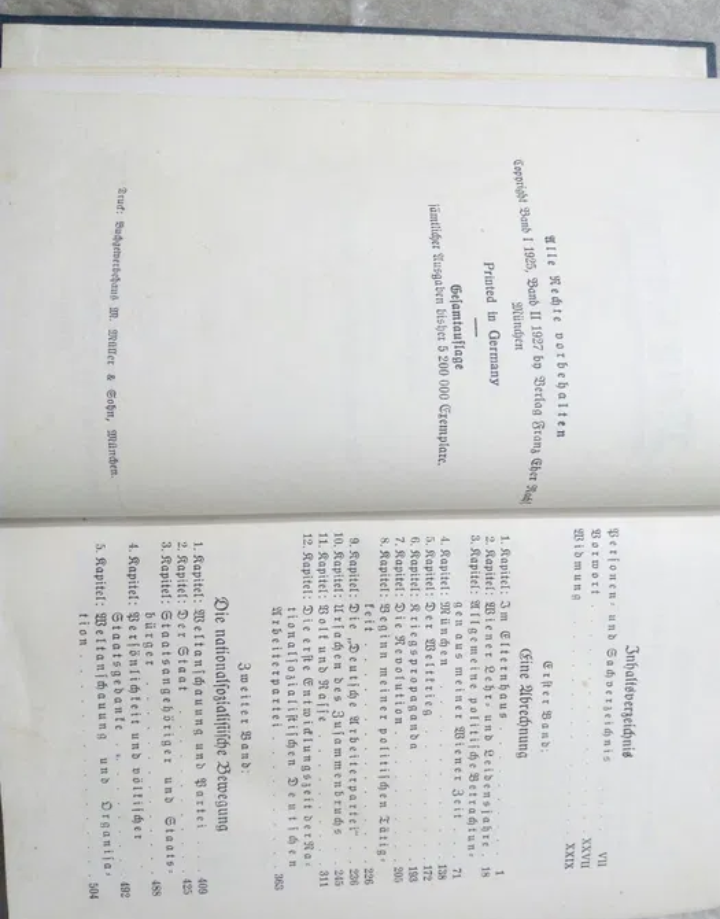 Alle Rechte vorbehalten
Copyright Band I 1925, Band II 1927 by Verlag Franz Eher Nachf.
München
Printed in Germany
Gesamtauflage
sämtlicher Ausgaben bisher 5 200 000 Exemplare.
Druck: Buchgewerbehaus M. Müller & Sohn, München.
Inhaltsverzeichnis
Personen- und Sachverzeichnis . . . VII
Vorwort . . . XXVII
Widmung . . . XXIX
Erster Band:
Eine Abrechnung
1. Kapitel: Im Elternhaus . . . 1
2. Kapitel: Wiener Lehr- und Leidensjahre . 18
3. Kapitel: Allgemeine politische Betrachtun-
gen aus meiner Wiener Zeit . . . 71
4. Kapitel: München . . . 138
5. Kapitel: Der Weltkrieg . . . 172
6. Kapitel: Kriegspropaganda . . . 193
7. Kapitel: Die Revolution . . . 205
8. Kapitel: Beginn meiner politischen Tätig-
keit . . . 226
9. Kapitel: Die „Deutsche Arbeiterpartei“ . 236
10. Kapitel: Ursachen des Zusammenbruchs . 245
11. Kapitel: Volk und Rasse . . . 311
12. Kapitel: Die erste Entwicklungszeit der Na-
tionalsozialistischen Deutschen
Arbeiterpartei . . . 363
Zweiter Band:
Die nationalsozialistische Bewegung
1. Kapitel: Weltanschauung und Partei . . . 409
2. Kapitel: Der Staat . . . 425
3. Kapitel: Staatsangehöriger und Staats-
bürger . . . 488
4. Kapitel: Persönlichkeit und völkischer
Staatsgedanke . . . 492
5. Kapitel: Weltanschauung und Organisa-
tion . . . 504